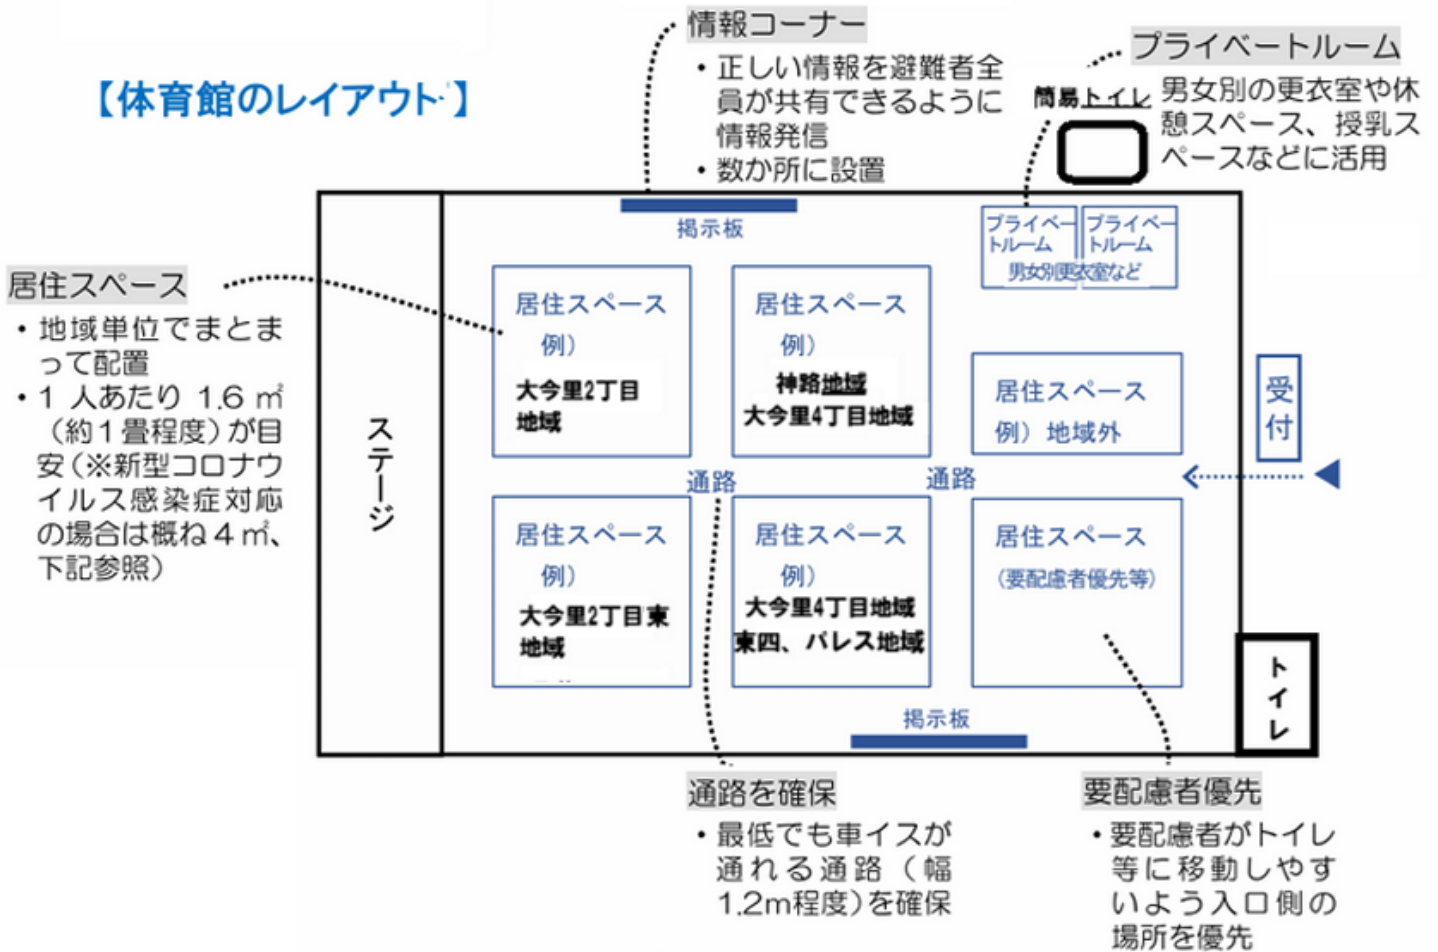 【体育館のレイアウト】
情報コーナー
・正しい情報を避難者全
員が共有できるように
情報発信
・数か所に設置
プライベートルーム
男女別の更衣室や休
憩スペース、授乳ス
ペースなどに活用
簡易トイレ
掲示板
プライベー
トルーム
プライベー
トルーム
男女別更衣室など
居住スペース
・地域単位でまとま
って配置
・1 人あたり 1.6 ㎡
（約１畳程度）が目
安（※新型コロナウ
イルス感染症対応
の場合は概ね４㎡、
下記参照）
ステージ
居住スペース
例）
大今里2丁目
地域
居住スペース
例）
神路地域
大今里4丁目地域
居住スペース
例）地域外
受付
通路
通路
居住スペース
例）
大今里2丁目東
地域
居住スペース
例）
大今里4丁目地域
東四、パレス地域
居住スペース
（要配慮者優先等）
トイレ
掲示板
通路を確保
・最低でも車イスが
通れる通路（幅
1.2m程度）を確保
要配慮者優先
・要配慮者がトイレ
等に移動しやす
いよう入口側の
場所を優先